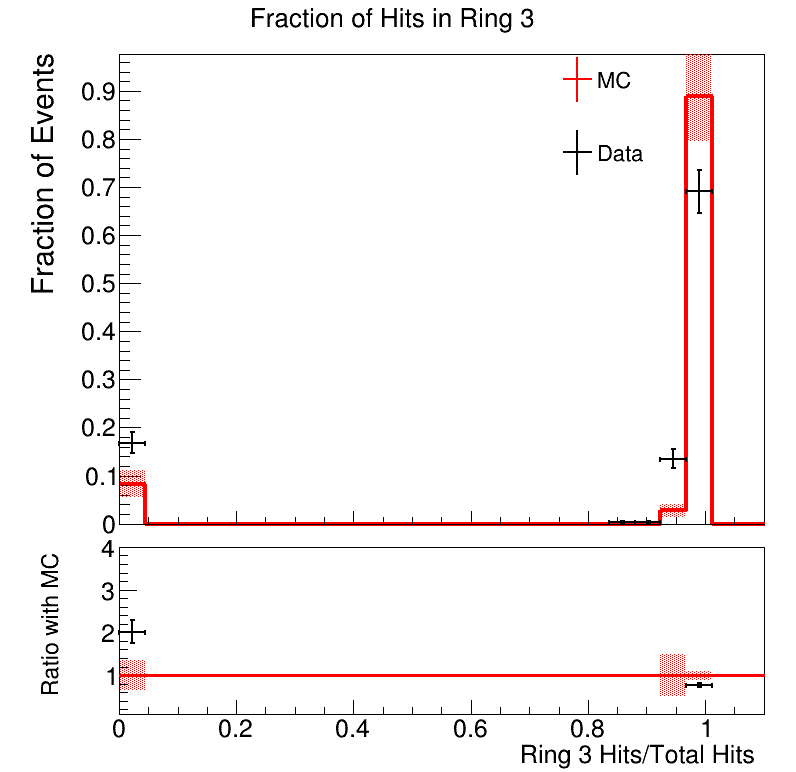 Fraction of Hits in Ring 3
Fraction of Events
0.9
0.8
0.7
0.6
0.5
0.4
0.3
0.2
0.1
0
MC
Data
Ratio with MC
4
3
2
1
0 0.2 0.4 0.6 0.8 1
Ring 3 Hits/Total Hits